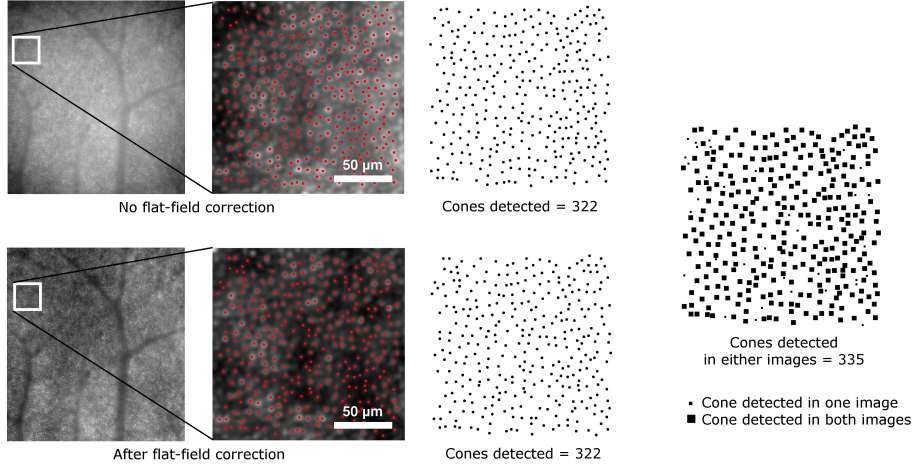 50 µm
No flat-field correction
Cones detected = 322
50 µm
After flat-field correction
Cones detected = 322
Cones detected
in either images = 335
Cone detected in one image
Cone detected in both images